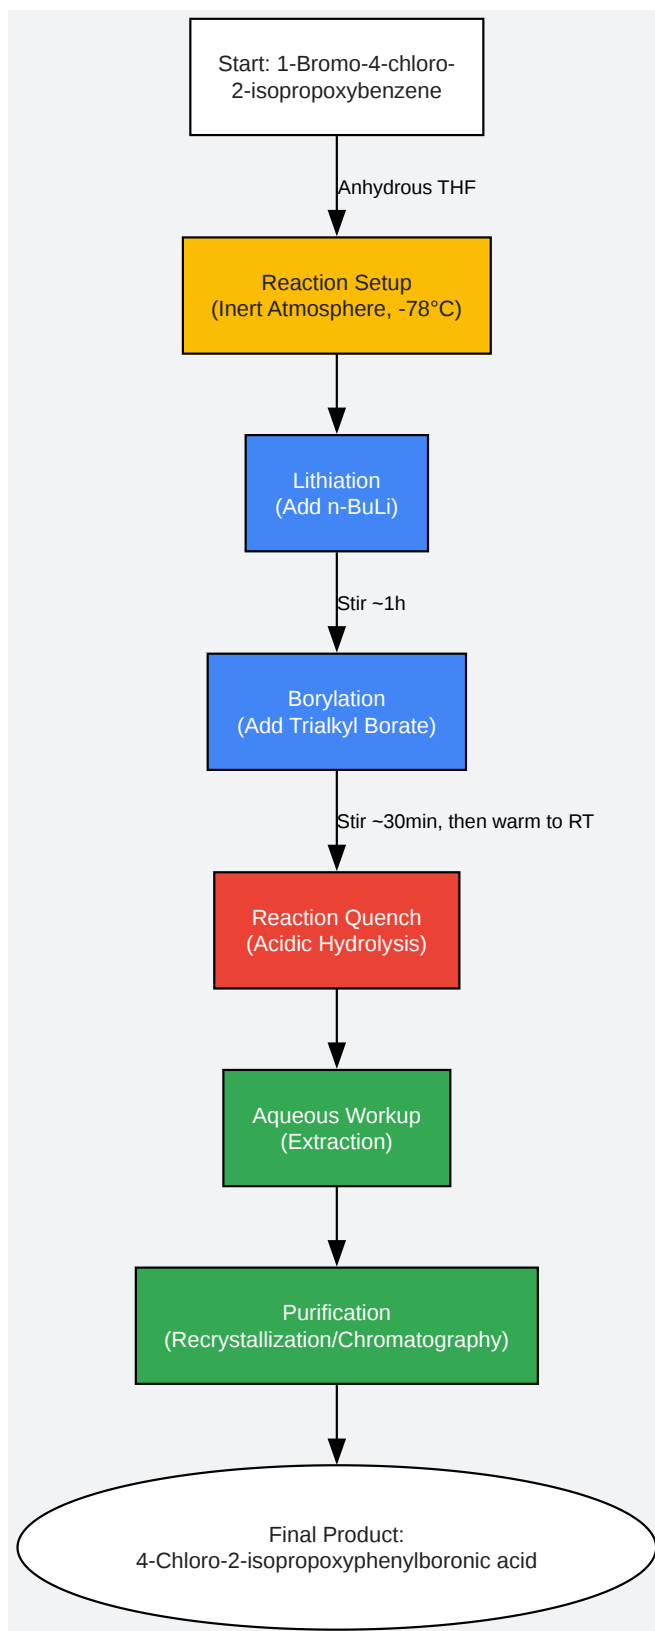 Start: 1-Bromo-4-chloro-
2-isopropoxybenzene
Anhydrous THF
Reaction Setup
(Inert Atmosphere, -78°C)
Lithiation
(Add n-BuLi)
Stir ~1h
Borylation
(Add Trialkyl Borate)
Stir ~30min, then warm to RT
Reaction Quench
(Acidic Hydrolysis)
Aqueous Workup
(Extraction)
Purification
(Recrystallization/Chromatography)
Final Product:
4-Chloro-2-isopropoxyphenylboronic acid